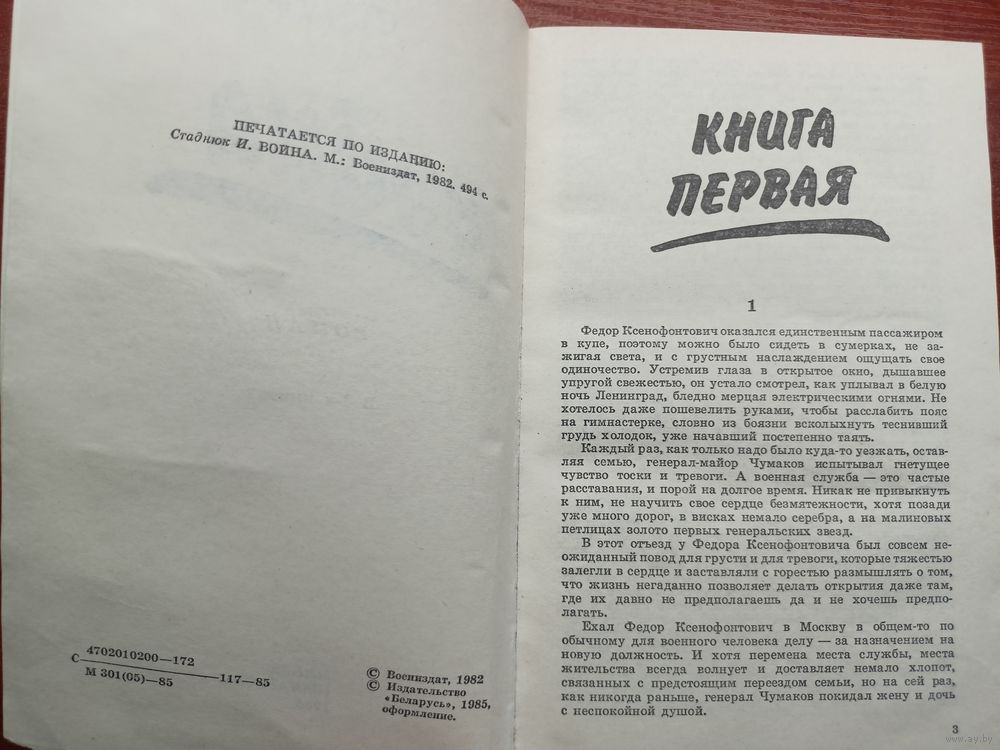 ПЕЧАТАЕТСЯ ПО ИЗДАНИЮ:
Стаднюк И. ВОЙНА. М.: Воениздат, 1982. 494 с.
4702010200—172
С ————— 117—85
М 301(05)—85
© Воениздат, 1982
© Издательство
«Беларусь», 1985,
оформление.
КНИГА
ПЕРВАЯ
1
Федор Ксенофонтович оказался единственным пассажиром
в купе, поэтому можно было сидеть в сумерках, не за-
жигая света, и с грустным наслаждением ощущать свое
одиночество. Устремив глаза в открытое окно, дышавшее
упругой свежестью, он устало смотрел, как уплывал в белую
ночь Ленинград, бледно мерцая электрическими огнями. Не
хотелось даже пошевелить руками, чтобы расслабить пояс
на гимнастерке, словно из боязни всколыхнуть теснивший
грудь холодок, уже начавший постепенно таять.
Каждый раз, как только надо было куда-то уезжать, остав-
ляя семью, генерал-майор Чумаков испытывал гнетущее
чувство тоски и тревоги. А военная служба — это частые
расставания, и порой на долгое время. Никак не привыкнуть
к ним, не научить свое сердце безмятежности, хотя позади
уже много дорог, в висках немало серебра, а на малиновых
петлицах золото первых генеральских звезд.
В этот отъезд у Федора Ксенофонтовича был совсем не-
ожиданный повод для грусти и для тревоги, которые тяжестью
залегли в сердце и заставляли с горестью размышлять о том,
что жизнь негаданно позволяет делать открытия даже там,
где их давно не предполагаешь да и не хочешь предпо-
лагать.
Ехал Федор Ксенофонтович в Москву в общем-то по
обычному для военного человека делу — за назначением на
новую должность. И хотя перемена места службы, места
жительства всегда волнует и доставляет немало хлопот,
связанных с предстоящим переездом семьи, но на сей раз,
как никогда раньше, генерал Чумаков покидал жену и дочь
с неспокойной душой.
3
www.ay.by